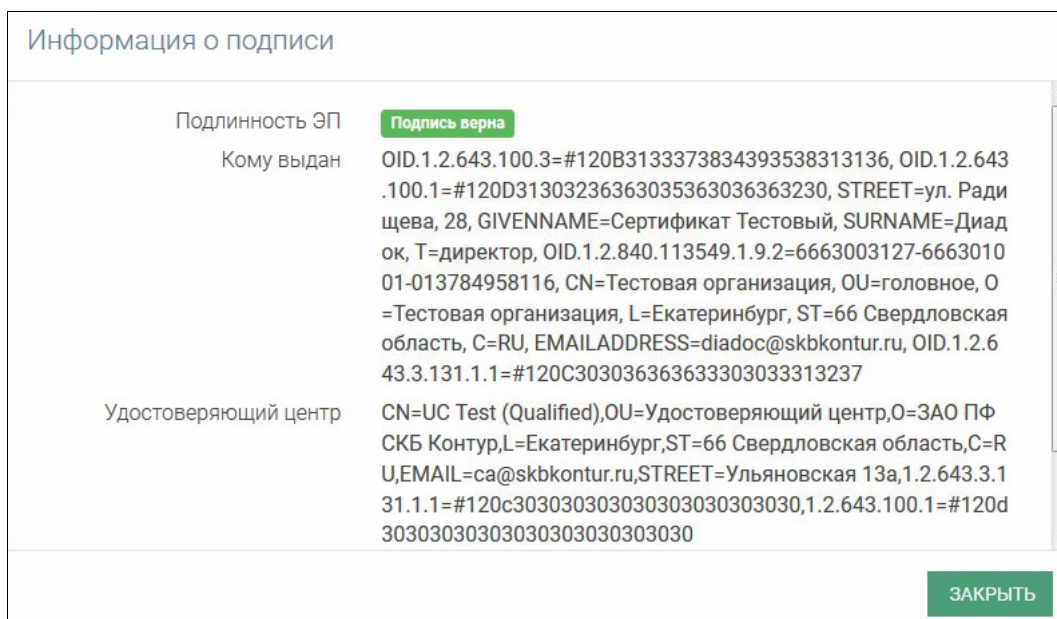 Информация о подписи
Подлинность ЭП Подпись верна
Кому выдан OID.1.2.643.100.3=#120B3133373834393538313136, OID.1.2.643
.100.1=#120D31303236363035363036363230, STREET=ул. Ради
щева, 28, GIVENNAME=Сертификат Тестовый, SURNAME=Диад
ок, T=директор, OID.1.2.840.113549.1.9.2=6663003127-6663010
01-013784958116, CN=Тестовая организация, OU=головное, O
=Тестовая организация, L=Екатеринбург, ST=66 Свердловская
область, C=RU, EMAILADDRESS=diadoc@skbkontur.ru, OID.1.2.6
43.3.131.1.1=#120C303036363633303033313237
Удостоверяющий центр CN=UC Test (Qualified),OU=Удостоверяющий центр,O=ЗАО ПФ
СКБ Контур,L=Екатеринбург,ST=66 Свердловская область,C=R
U,EMAIL=ca@skbkontur.ru,STREET=Ульяновская 13а,1.2.643.3.1
31.1.1=#120c303030303030303030303030,1.2.643.100.1=#120d
30303030303030303030303030
ЗАКРЫТЬ